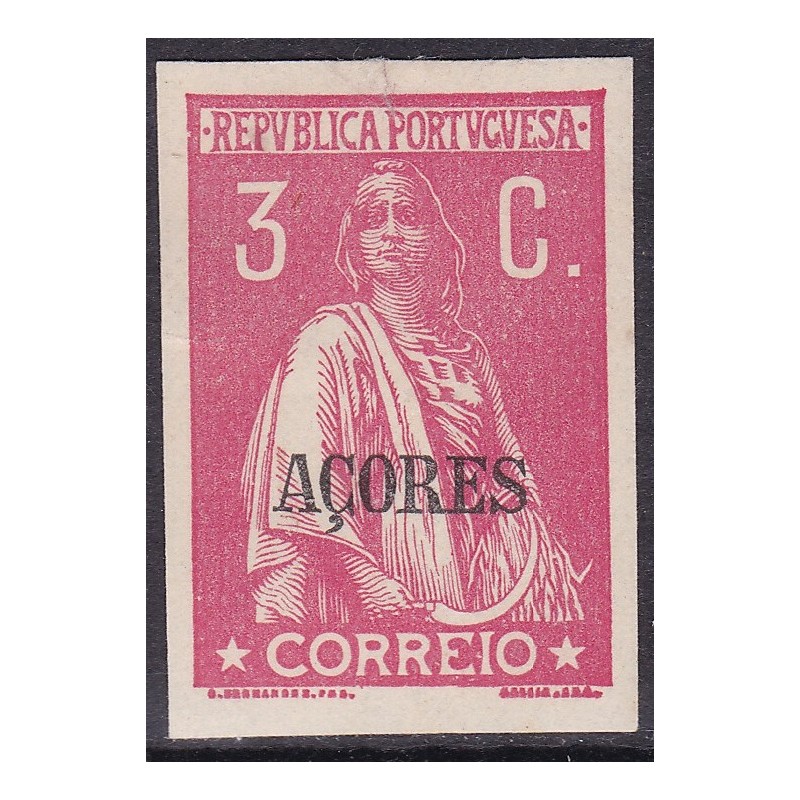 ·REPVBLICA PORTVGVESA·
3 C.
AÇORES
★ CORREIO ★